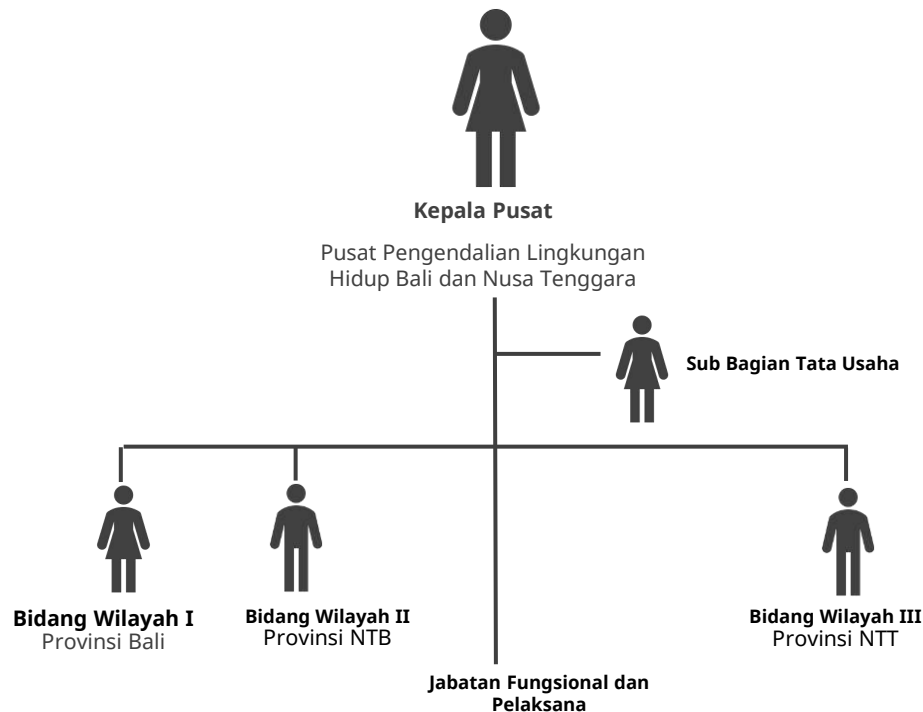 Kepala Pusat
Pusat Pengendalian Lingkungan
Hidup Bali dan Nusa Tenggara
Sub Bagian Tata Usaha
Bidang Wilayah I
Provinsi Bali
Bidang Wilayah II
Provinsi NTB
Bidang Wilayah III
Provinsi NTT
Jabatan Fungsional dan
Pelaksana